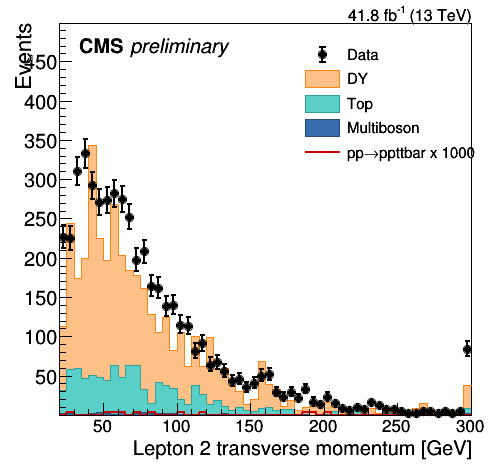 41.8 fb⁻¹ (13 TeV)
CMS preliminary
Data
DY
Top
Multiboson
pp→ppttbar x 1000
Events
450
400
350
300
250
200
150
100
50
50 100 150 200 250 300
Lepton 2 transverse momentum [GeV]